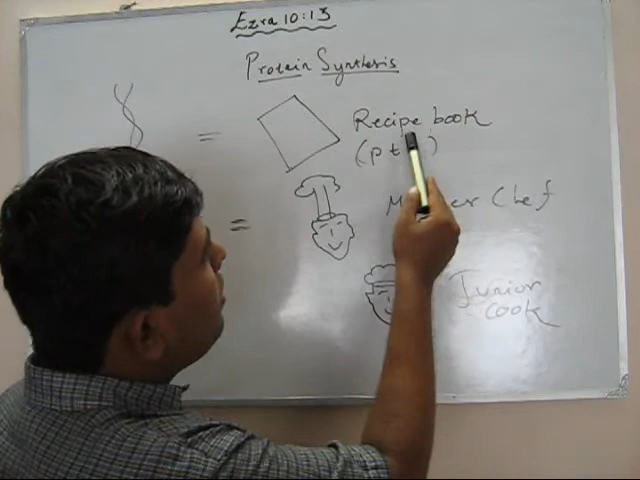 Ezra 10:13
Protein Synthesis
= Recipe book
=
Chef
Junior
cook